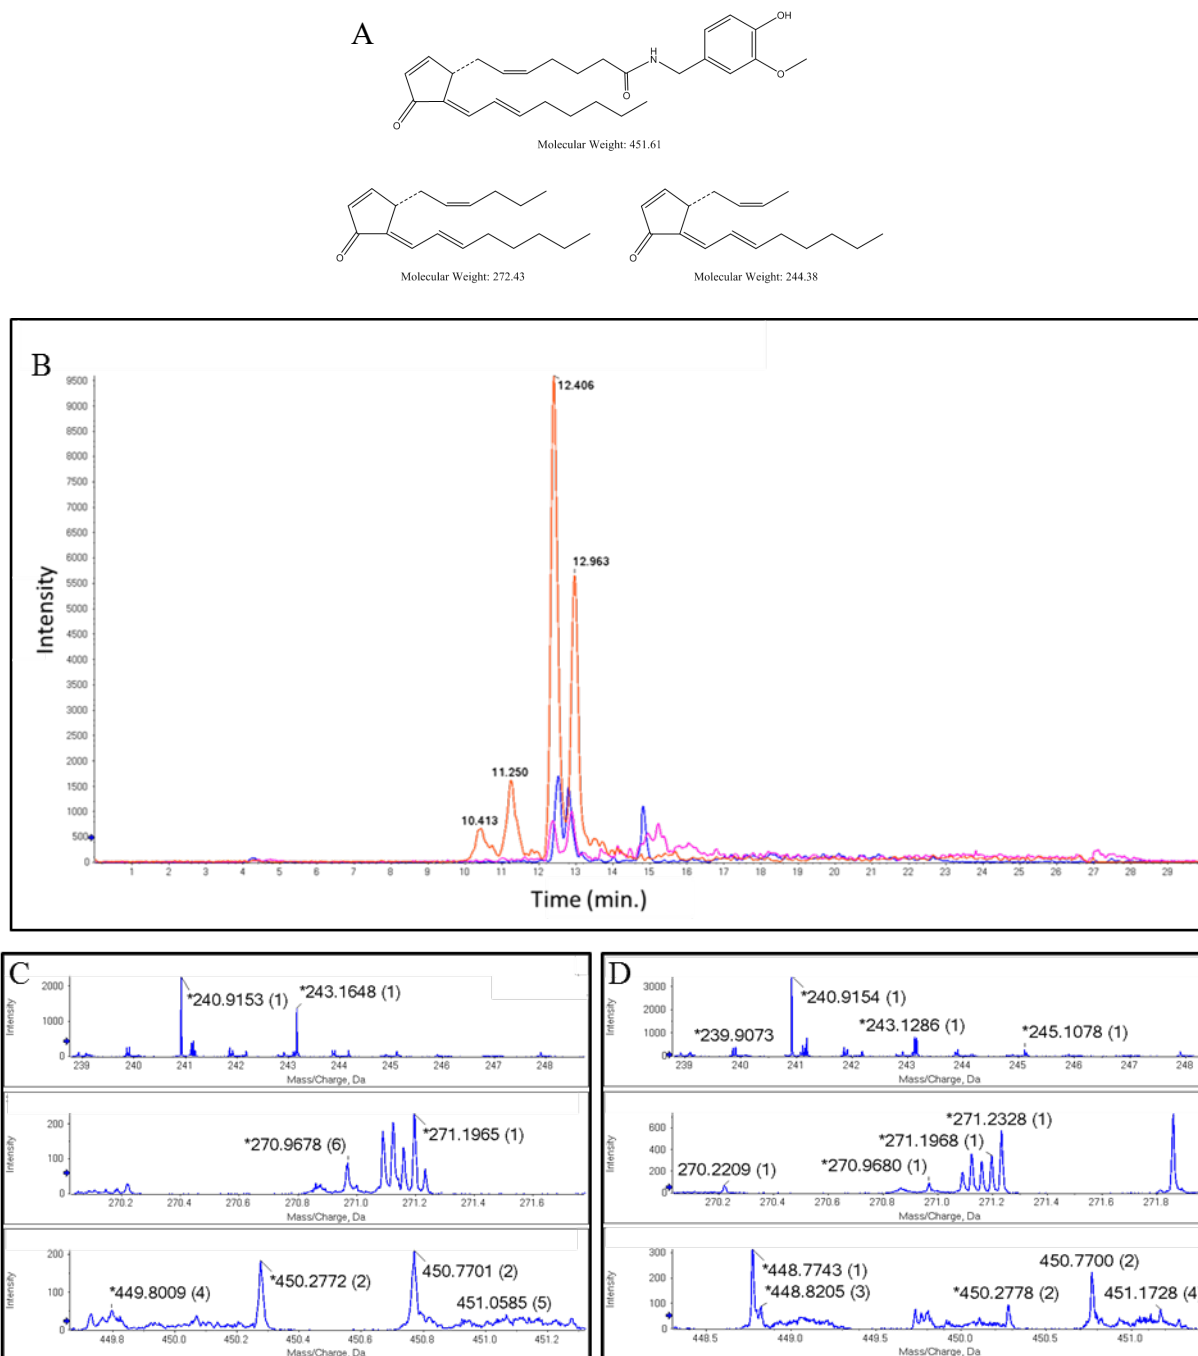 A
OH
H
N
O
O
O
Molecular Weight: 451.61
O
Molecular Weight: 272.43
O
Molecular Weight: 244.38
B
Intensity
9500
9000
8500
8000
7500
7000
6500
6000
5500
5000
4500
4000
3500
3000
2500
2000
1500
1000
500
0
12.406
12.963
11.250
10.413
1 2 3 4 5 6 7 8 9 10 11 12 13 14 15 16 17 18 19 20 21 22 23 24 25 26 27 28 29
Time (min.)
C
Intensity
2000
1000
0
*240.9153 (1)
*243.1648 (1)
239 240 241 242 243 244 245 246 247 248
Mass/Charge, Da
Intensity
200
100
0
*270.9678 (6)
*271.1965 (1)
270.2 270.4 270.6 270.8 271.0 271.2 271.4 271.6
Mass/Charge, Da
Intensity
200
100
0
*449.8009 (4)
*450.2772 (2)
450.7701 (2)
451.0585 (5)
449.8 450.0 450.2 450.4 450.6 450.8 451.0 451.2
Mass/Charge, Da
D
Intensity
3000
2000
1000
0
*239.9073
*240.9154 (1)
*243.1286 (1)
*245.1078 (1)
239 240 241 242 243 244 245 246 247 248
Mass/Charge, Da
Intensity
600
400
200
0
270.2209 (1)
*270.9680 (1)
*271.1968 (1)
*271.2328 (1)
270.2 270.4 270.6 270.8 271.0 271.2 271.4 271.6 271.8
Mass/Charge, Da
Intensity
300
200
100
0
*448.7743 (1)
*448.8205 (3)
*450.2778 (2)
450.7700 (2)
451.1728 (4
448.5 449.0 449.5 450.0 450.5 451.0
Mass/Charge, Da